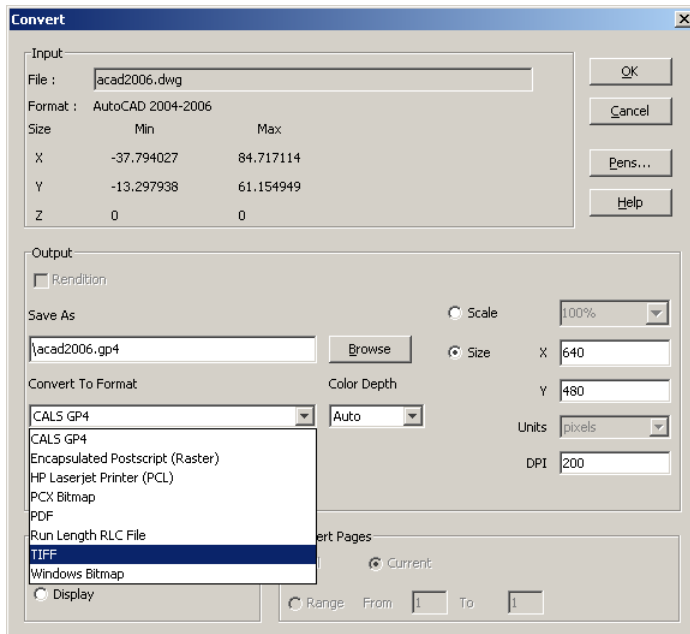 Convert
Input
File : acad2006.dwg
Format : AutoCAD 2004-2006
Size Min Max
X -37.794027 84.717114
Y -13.297938 61.154949
Z 0 0
OK
Cancel
Pens...
Help
Output
Rendition
Save As
\acad2006.gp4 Browse
Convert To Format Color Depth
CALS GP4 Auto
CALS GP4
Encapsulated Postscript (Raster)
HP Laserjet Printer (PCL)
PCX Bitmap
PDF
Run Length RLC File
TIFF
Windows Bitmap
Display
Scale 100%
Size X 640
Y 480
Units pixels
DPI 200
ert Pages
Current
Range From 1 To 1